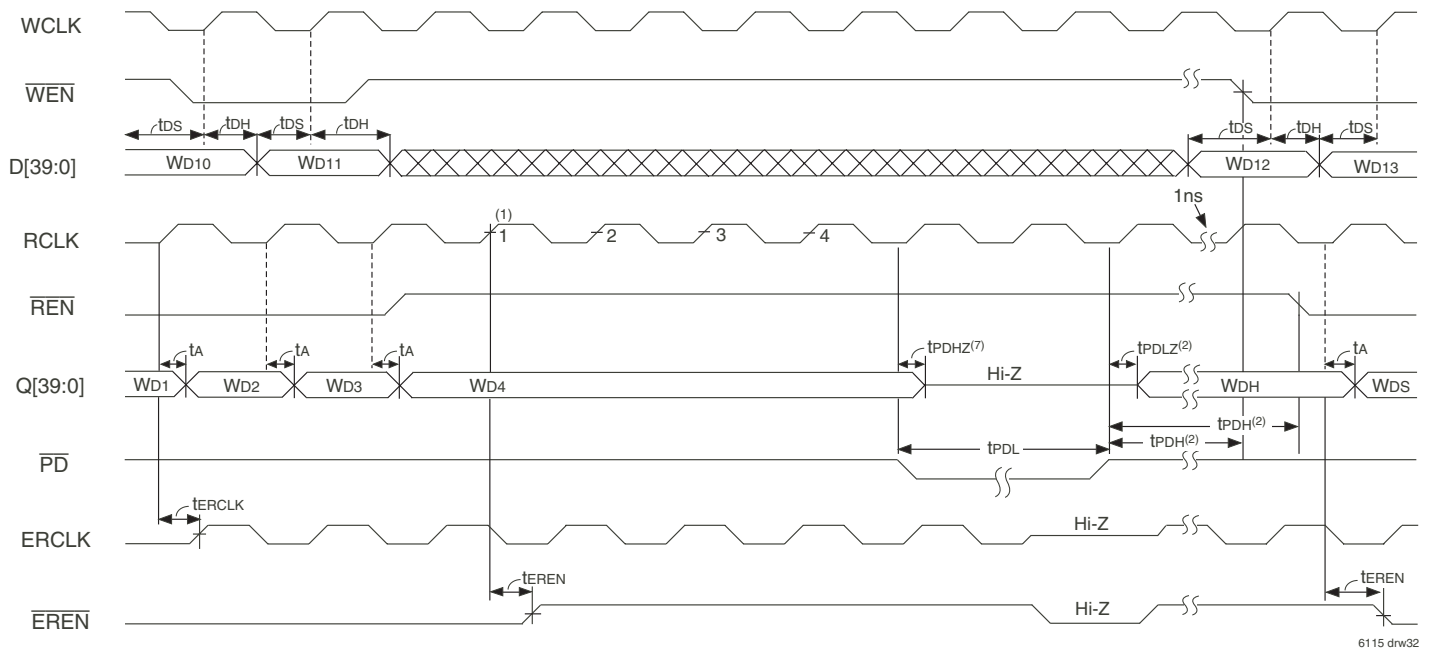 WCLK
WEN
tDS tDH tDS tDH tDS tDH tDS
D[39:0] WD10 WD11 WD12 WD13
1ns
(1)
RCLK 1 2 3 4
REN
tA tA tA tPDHZ(7) tPDLZ(2) tA
Q[39:0] WD1 WD2 WD3 WD4 Hi-Z WDH WDS
tPDH(2)
tPDL tPDH(2)
PD
tERCLK
ERCLK Hi-Z
tEREN tEREN
EREN Hi-Z
6115 drw32